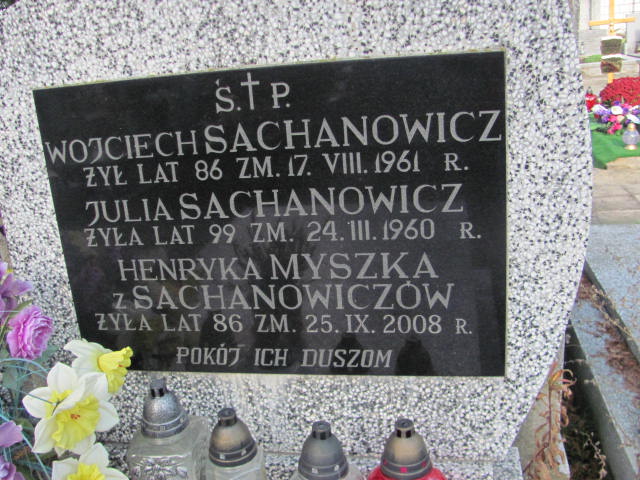 Ś. † P.
WOJCIECH SACHANOWICZ
ŻYŁ LAT 86 ZM. 17. VIII. 1961 R.
JULIA SACHANOWICZ
ŻYŁA LAT 99 ZM. 24. III. 1960 R.
HENRYKA MYSZKA
z SACHANOWICZÓW
ŻYŁA LAT 86 ZM. 25. IX. 2008 R.
POKÓJ ICH DUSZOM